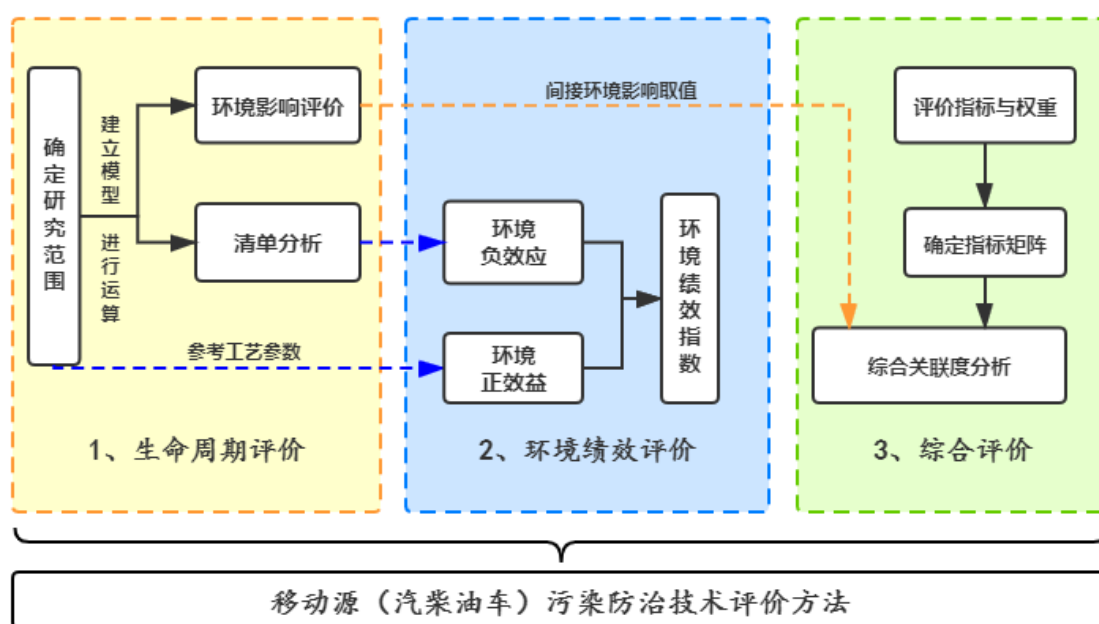 确定研究范围
建立模型
进行运算
环境影响评价
清单分析
参考工艺参数
1、生命周期评价
间接环境影响取值
环境
负效应
环境
正效益
环境绩效指数
2、环境绩效评价
评价指标与权重
确定指标矩阵
综合关联度分析
3、综合评价
移动源（汽柴油车）污染防治技术评价方法